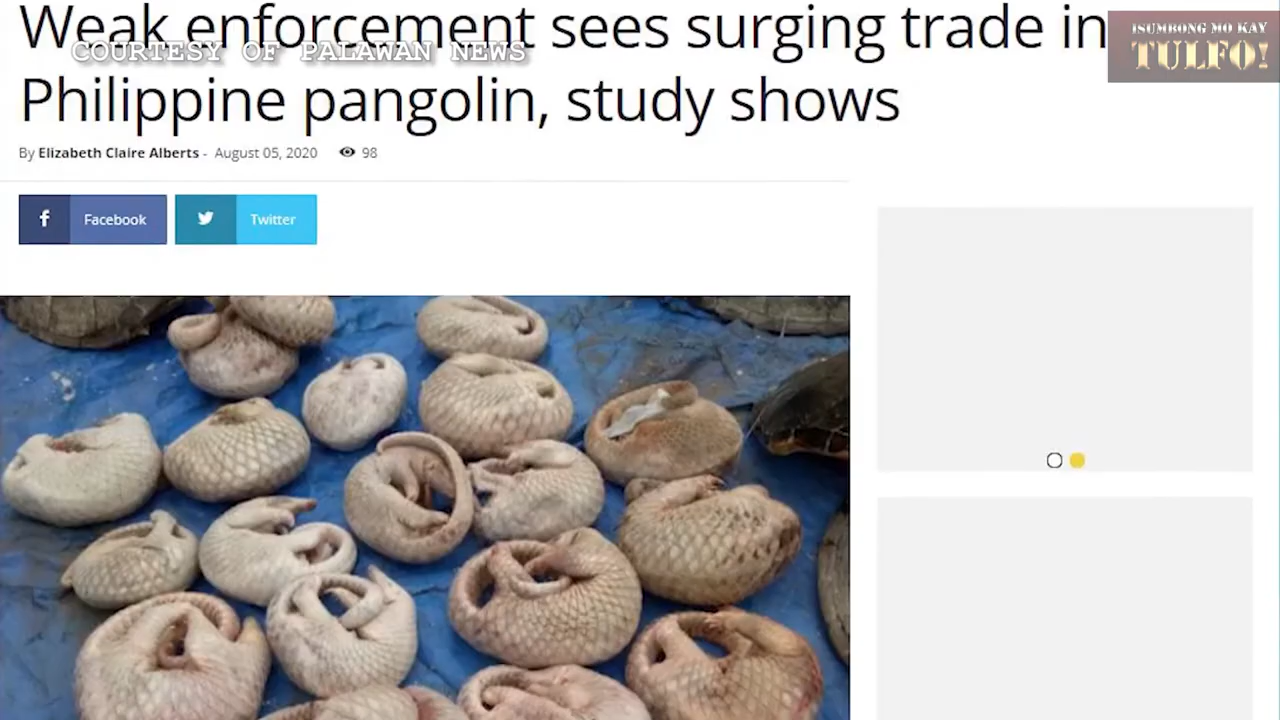 Weak enforcement sees surging trade in
COURTESY OF PALAWAN NEWS
ISUMBONG MO KAY
TULFO!
Philippine pangolin, study shows
By Elizabeth Claire Alberts - August 05, 2020 98
Facebook
Twitter